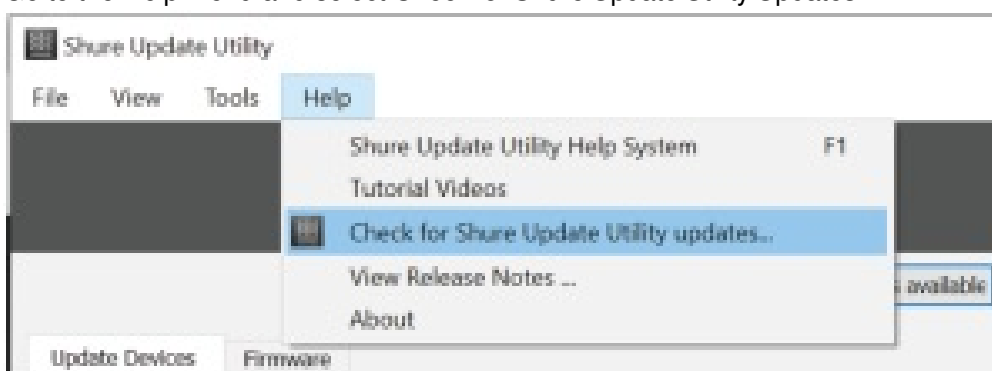 Shure Update Utility
File View Tools Help
Shure Update Utility Help System F1
Tutorial Videos
Check for Shure Update Utility updates...
View Release Notes ...
available
About
Update Devices Firmware